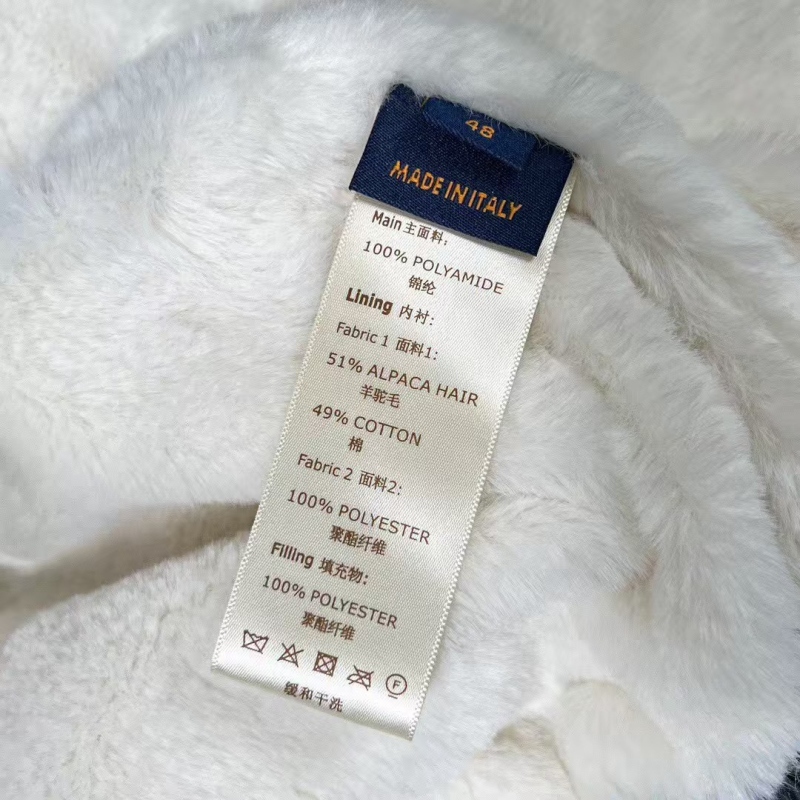 48
MADE IN ITALY
Main 主面料:
100% POLYAMIDE
锦纶
Lining 内衬:
Fabric 1 面料1:
51% ALPACA HAIR
羊驼毛
49% COTTON
棉
Fabric 2 面料2:
100% POLYESTER
聚酯纤维
Filling 填充物:
100% POLYESTER
聚酯纤维
F
缓和干洗